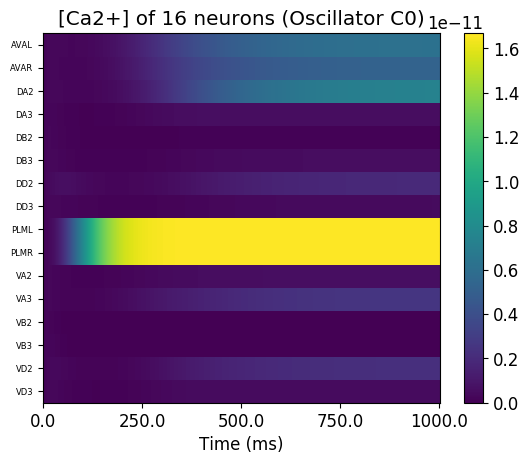 [Ca2+] of 16 neurons (Oscillator C0)
1e−11
AVAL
AVAR
DA2
DA3
DB2
DB3
DD2
DD3
PLML
PLMR
VA2
VA3
VB2
VB3
VD2
VD3
1.6
1.4
1.2
1.0
0.8
0.6
0.4
0.2
0.0
0.0 250.0 500.0 750.0 1000.0
Time (ms)